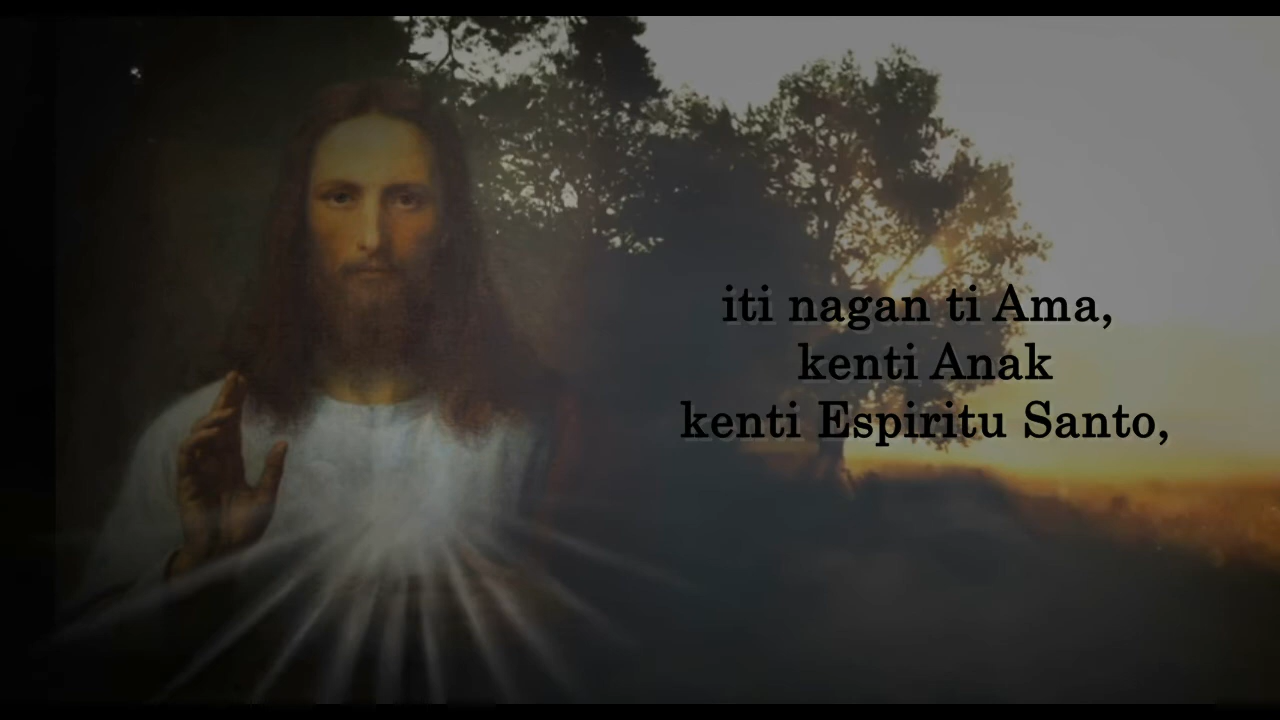 iti nagan ti Ama,
kenti Anak
kenti Espiritu Santo,